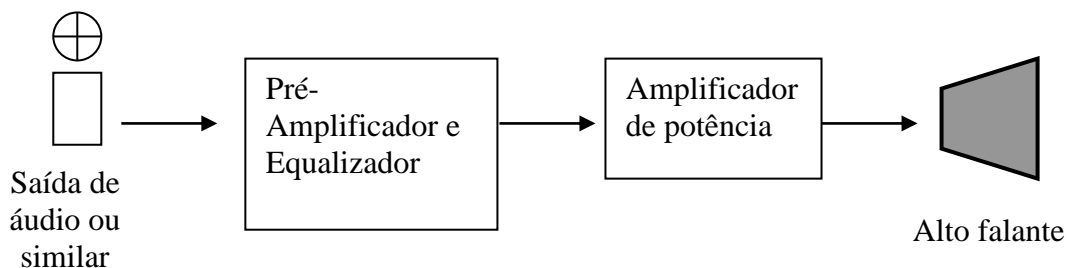 Saída de
áudio ou
similar
Pré-
Amplificador e
Equalizador
Amplificador
de potência
Alto falante